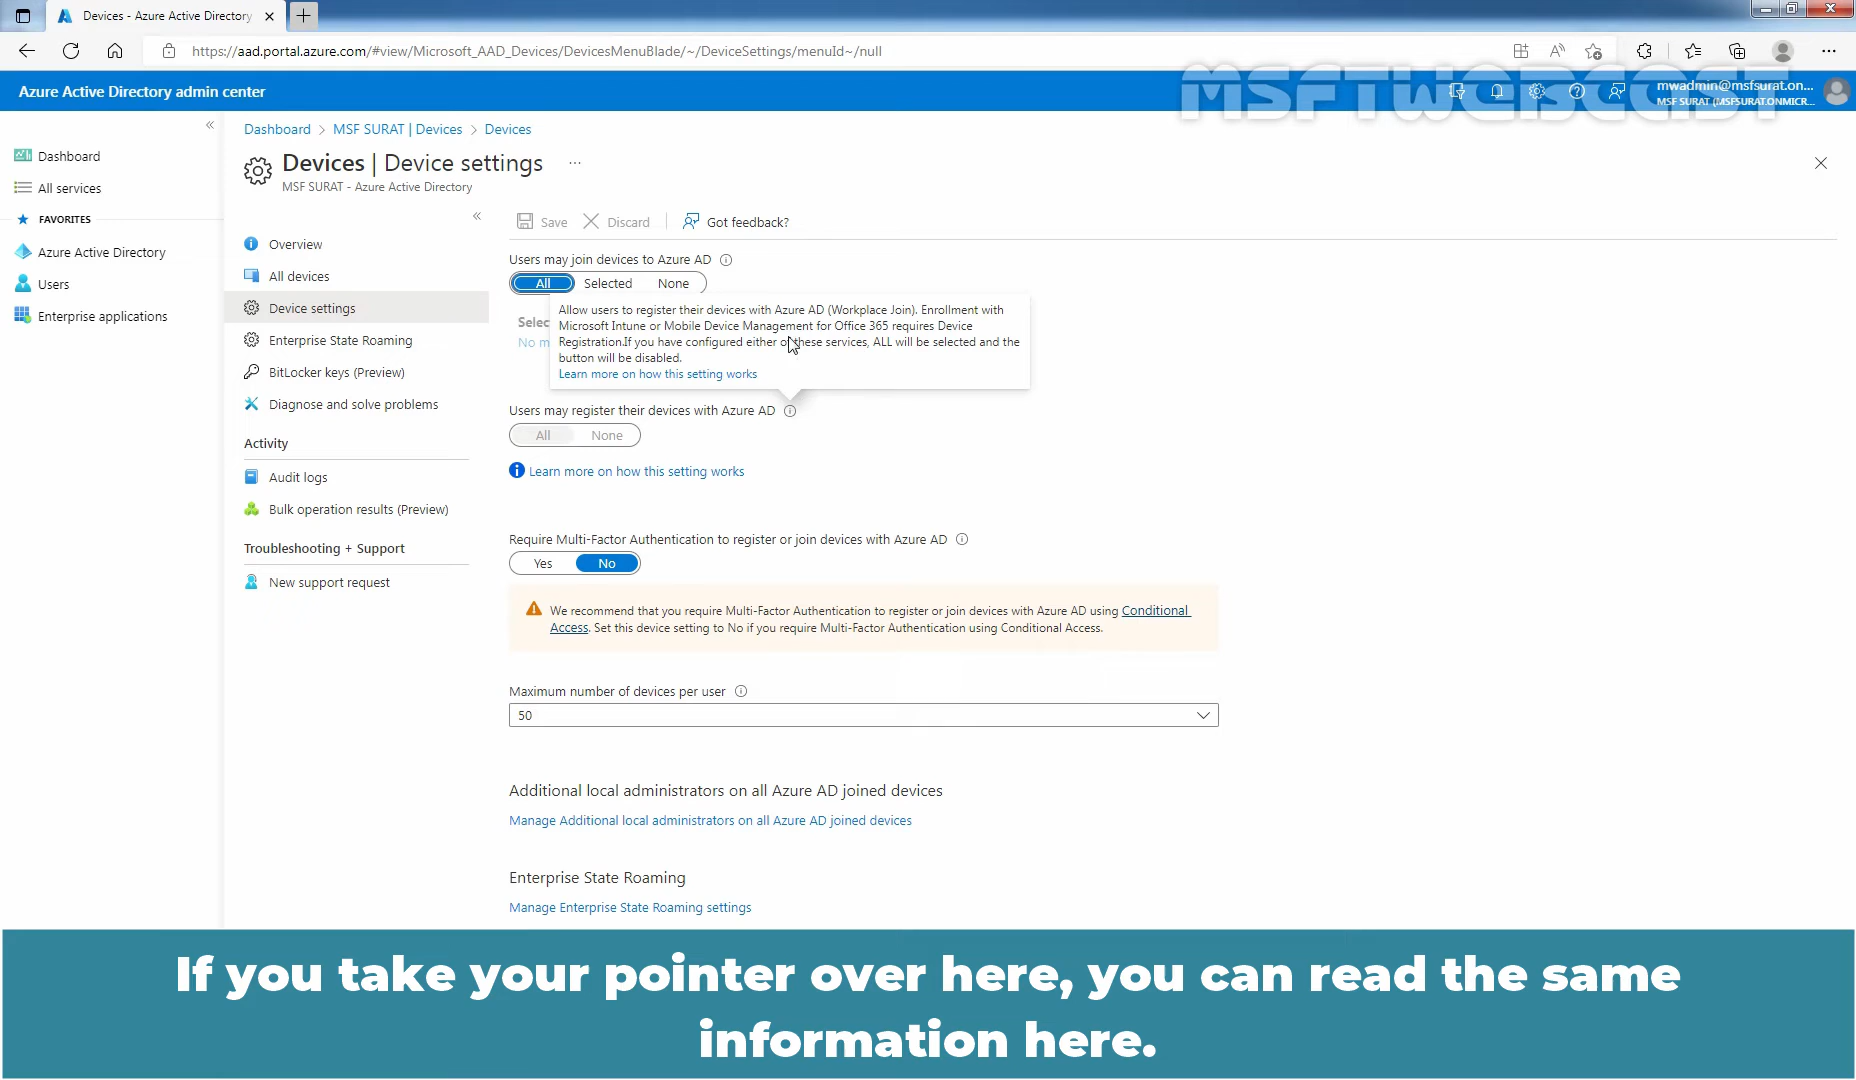 Devices - Azure Active Directory
https://aad.portal.azure.com/#view/Microsoft_AAD_Devices/DevicesMenuBlade/~/DeviceSettings/menuId~/null
Azure Active Directory admin center
MSFTWEBCAST
mwadmin@msfsurat.on...
MSF SURAT (MSFSURAT.ONMICR...
Dashboard
All services
FAVORITES
Azure Active Directory
Users
Enterprise applications
Dashboard > MSF SURAT | Devices > Devices
Devices | Device settings ...
MSF SURAT - Azure Active Directory
Overview
All devices
Device settings
Enterprise State Roaming
BitLocker keys (Preview)
Diagnose and solve problems
Activity
Audit logs
Bulk operation results (Preview)
Troubleshooting + Support
New support request
Save Discard Got feedback?
Users may join devices to Azure AD
All Selected None
Selec
No m
Allow users to register their devices with Azure AD (Workplace Join). Enrollment with
Microsoft Intune or Mobile Device Management for Office 365 requires Device
Registration.If you have configured either of these services, ALL will be selected and the
button will be disabled.
Learn more on how this setting works
Users may register their devices with Azure AD
All None
Learn more on how this setting works
Require Multi-Factor Authentication to register or join devices with Azure AD
Yes No
We recommend that you require Multi-Factor Authentication to register or join devices with Azure AD using Conditional
Access. Set this device setting to No if you require Multi-Factor Authentication using Conditional Access.
Maximum number of devices per user
50
Additional local administrators on all Azure AD joined devices
Manage Additional local administrators on all Azure AD joined devices
Enterprise State Roaming
Manage Enterprise State Roaming settings
If you take your pointer over here, you can read the same
information here.